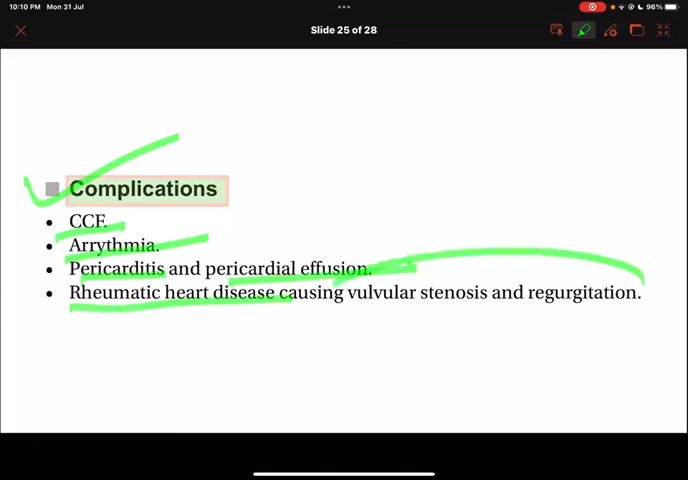 10:10 PM Mon 31 Jul
96%
Slide 25 of 28
Complications
• CCF.
• Arrythmia.
• Pericarditis and pericardial effusion.
• Rheumatic heart disease causing vulvular stenosis and regurgitation.